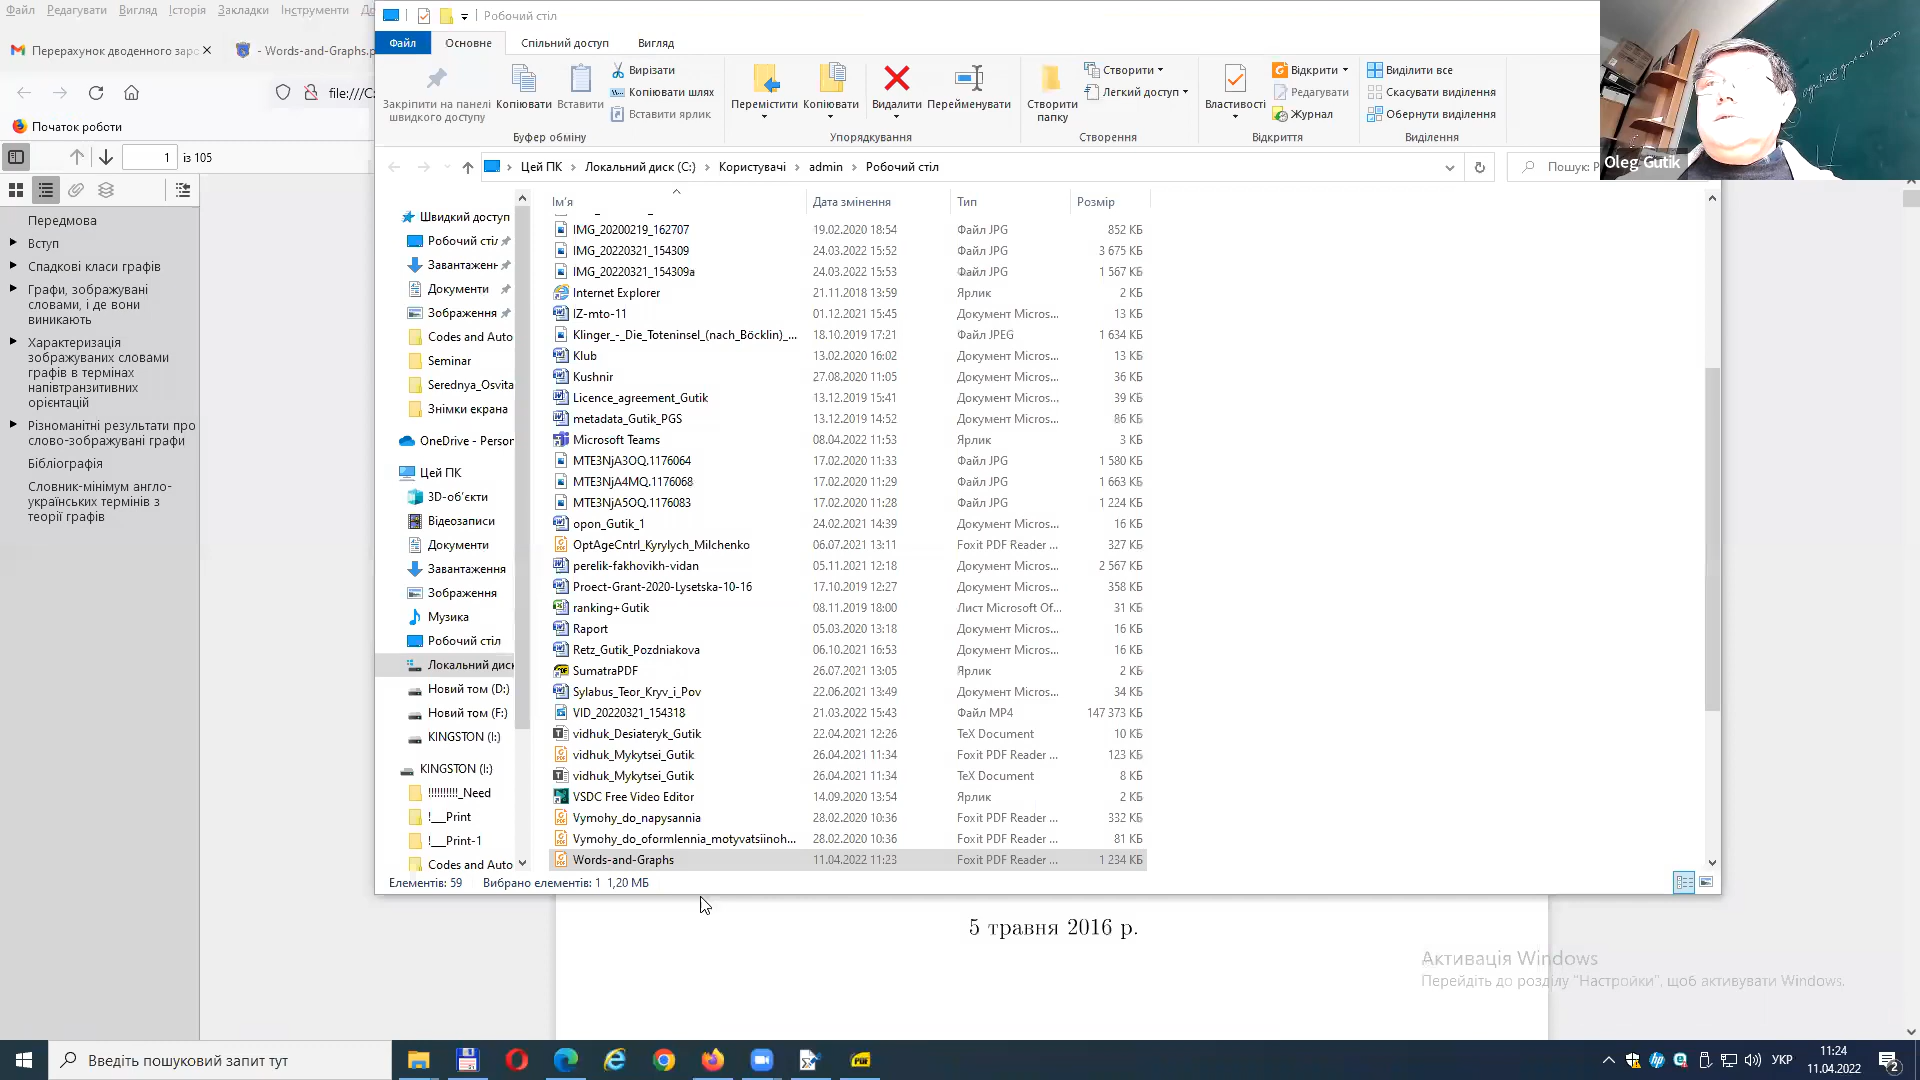 Файл Редагувати Вигляд Історія Закладки Інструменти
Перерахунок дводенного заро
- Words-and-Graphs.p
file:///C:
Початок роботи
1 із 105
Передмова
Вступ
Спадкові класи графів
Графи, зображувані
словами, і де вони
виникають
Характеризація
зображуваних словами
графів в термінах
напівтранзитивних
орієнтацій
Різноманітні результати про
слово-зображувані графи
Бібліографія
Словник-мінімум англо-
українських термінів з
теорії графів
Робочий стіл
Файл Основне Спільний доступ Вигляд
Закріпити на панелі
швидкого доступу
Копіювати
Вставити
Вирізати
Копіювати шлях
Вставити ярлик
Буфер обміну
Перемістити
Копіювати
Видалити
Перейменувати
Упорядкування
Створити
папку
Створити
Легкий доступ
Створення
Властивості
Відкрити
Редагувати
Журнал
Відкриття
Виділити все
Скасувати виділення
Обернути виділення
Виділення
Oleg Gutik
Цей ПК Локальний диск (C:) Користувачі admin Робочий стіл
Пошук: Р
Швидкий доступ
Робочий стіл
Завантажен
Документи
Зображення
Codes and Auto
Seminar
Serednya_Osvita
Знімки екрана
OneDrive - Person
Цей ПК
3D-об'єкти
Відеозаписи
Документи
Завантаження
Зображення
Музика
Робочий стіл
Локальний диск
Новий том (D:)
Новий том (F:)
KINGSTON (I:)
KINGSTON (I:)
!!!!!!!!!!_Need
!___Print
!___Print-1
Codes and Auto
Ім'я Дата змінення Тип Розмір
IMG_20200219_162707 19.02.2020 18:54 Файл JPG 852 КБ
IMG_20220321_154309 24.03.2022 15:52 Файл JPG 3 675 КБ
IMG_20220321_154309a 24.03.2022 15:53 Файл JPG 1 567 КБ
Internet Explorer 21.11.2018 13:59 Ярлик 2 КБ
IZ-mto-11 01.12.2021 15:45 Документ Micros... 13 КБ
Klinger_-_Die_Toteninsel_(nach_Böcklin)_... 18.10.2019 17:21 Файл JPEG 1 634 КБ
Klub 13.02.2020 16:02 Документ Micros... 13 КБ
Kushnir 27.08.2020 11:05 Документ Micros... 36 КБ
Licence_agreement_Gutik 13.12.2019 15:41 Документ Micros... 39 КБ
metadata_Gutik_PGS 13.12.2019 14:52 Документ Micros... 86 КБ
Microsoft Teams 08.04.2022 11:53 Ярлик 3 КБ
MTE3NjA3OQ.1176064 17.02.2020 11:33 Файл JPG 1 580 КБ
MTE3NjA4MQ.1176068 17.02.2020 11:29 Файл JPG 1 663 КБ
MTE3NjA5OQ.1176083 17.02.2020 11:28 Файл JPG 1 224 КБ
opon_Gutik_1 24.02.2021 14:39 Документ Micros... 16 КБ
OptAgeCntrl_Kyrylych_Milchenko 06.07.2021 13:11 Foxit PDF Reader ... 327 КБ
perelik-fakhovikh-vidan 05.11.2021 12:18 Документ Micros... 2 567 КБ
Proect-Grant-2020-Lysetska-10-16 17.10.2019 12:27 Документ Micros... 358 КБ
ranking+Gutik 08.11.2019 18:00 Лист Microsoft Of... 31 КБ
Raport 05.03.2020 13:18 Документ Micros... 16 КБ
Retz_Gutik_Pozdniakova 06.10.2021 16:53 Документ Micros... 16 КБ
SumatraPDF 26.07.2021 13:05 Ярлик 2 КБ
Sylabus_Teor_Kryv_i_Pov 22.06.2021 13:49 Документ Micros... 34 КБ
VID_20220321_154318 21.03.2022 15:43 Файл MP4 147 373 КБ
vidhuk_Desiateryk_Gutik 22.04.2021 12:26 TeX Document 10 КБ
vidhuk_Mykytsei_Gutik 26.04.2021 11:34 Foxit PDF Reader ... 123 КБ
vidhuk_Mykytsei_Gutik 26.04.2021 11:34 TeX Document 8 КБ
VSDC Free Video Editor 14.09.2020 13:54 Ярлик 2 КБ
Vymohy_do_napysannia 28.02.2020 10:36 Foxit PDF Reader ... 332 КБ
Vymohy_do_oformlennia_motyvatsiinoh... 28.02.2020 10:36 Foxit PDF Reader ... 81 КБ
Words-and-Graphs 11.04.2022 11:23 Foxit PDF Reader ... 1 234 КБ
Елементів: 59 Вибрано елементів: 1 1,20 МБ
5 травня 2016 р.
Активація Windows
Перейдіть до розділу "Настройки", щоб активувати Windows.
Введіть пошуковий запит тут
УКР
11:24
11.04.2022
2